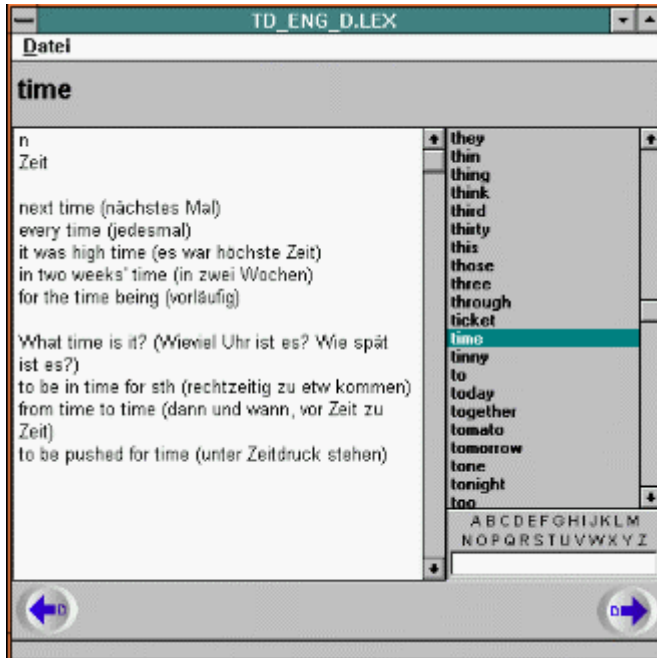 TD_ENG_D.LEX
Datei
time
n
Zeit
next time (nächstes Mal)
every time (jedesmal)
it was high time (es war höchste Zeit)
in two weeks' time (in zwei Wochen)
for the time being (vorläufig)
What time is it? (Wieviel Uhr ist es? Wie spät
ist es?)
to be in time for sth (rechtzeitig zu etw kommen)
from time to time (dann und wann, vor Zeit zu
Zeit)
to be pushed for time (unter Zeitdruck stehen)
they
thin
thing
think
third
thirty
this
those
three
through
ticket
time
tinny
to
today
together
tomato
tomorrow
tone
tonight
too
A B C D E F G H I J K L M
N O P Q R S T U V W X Y Z
D
D